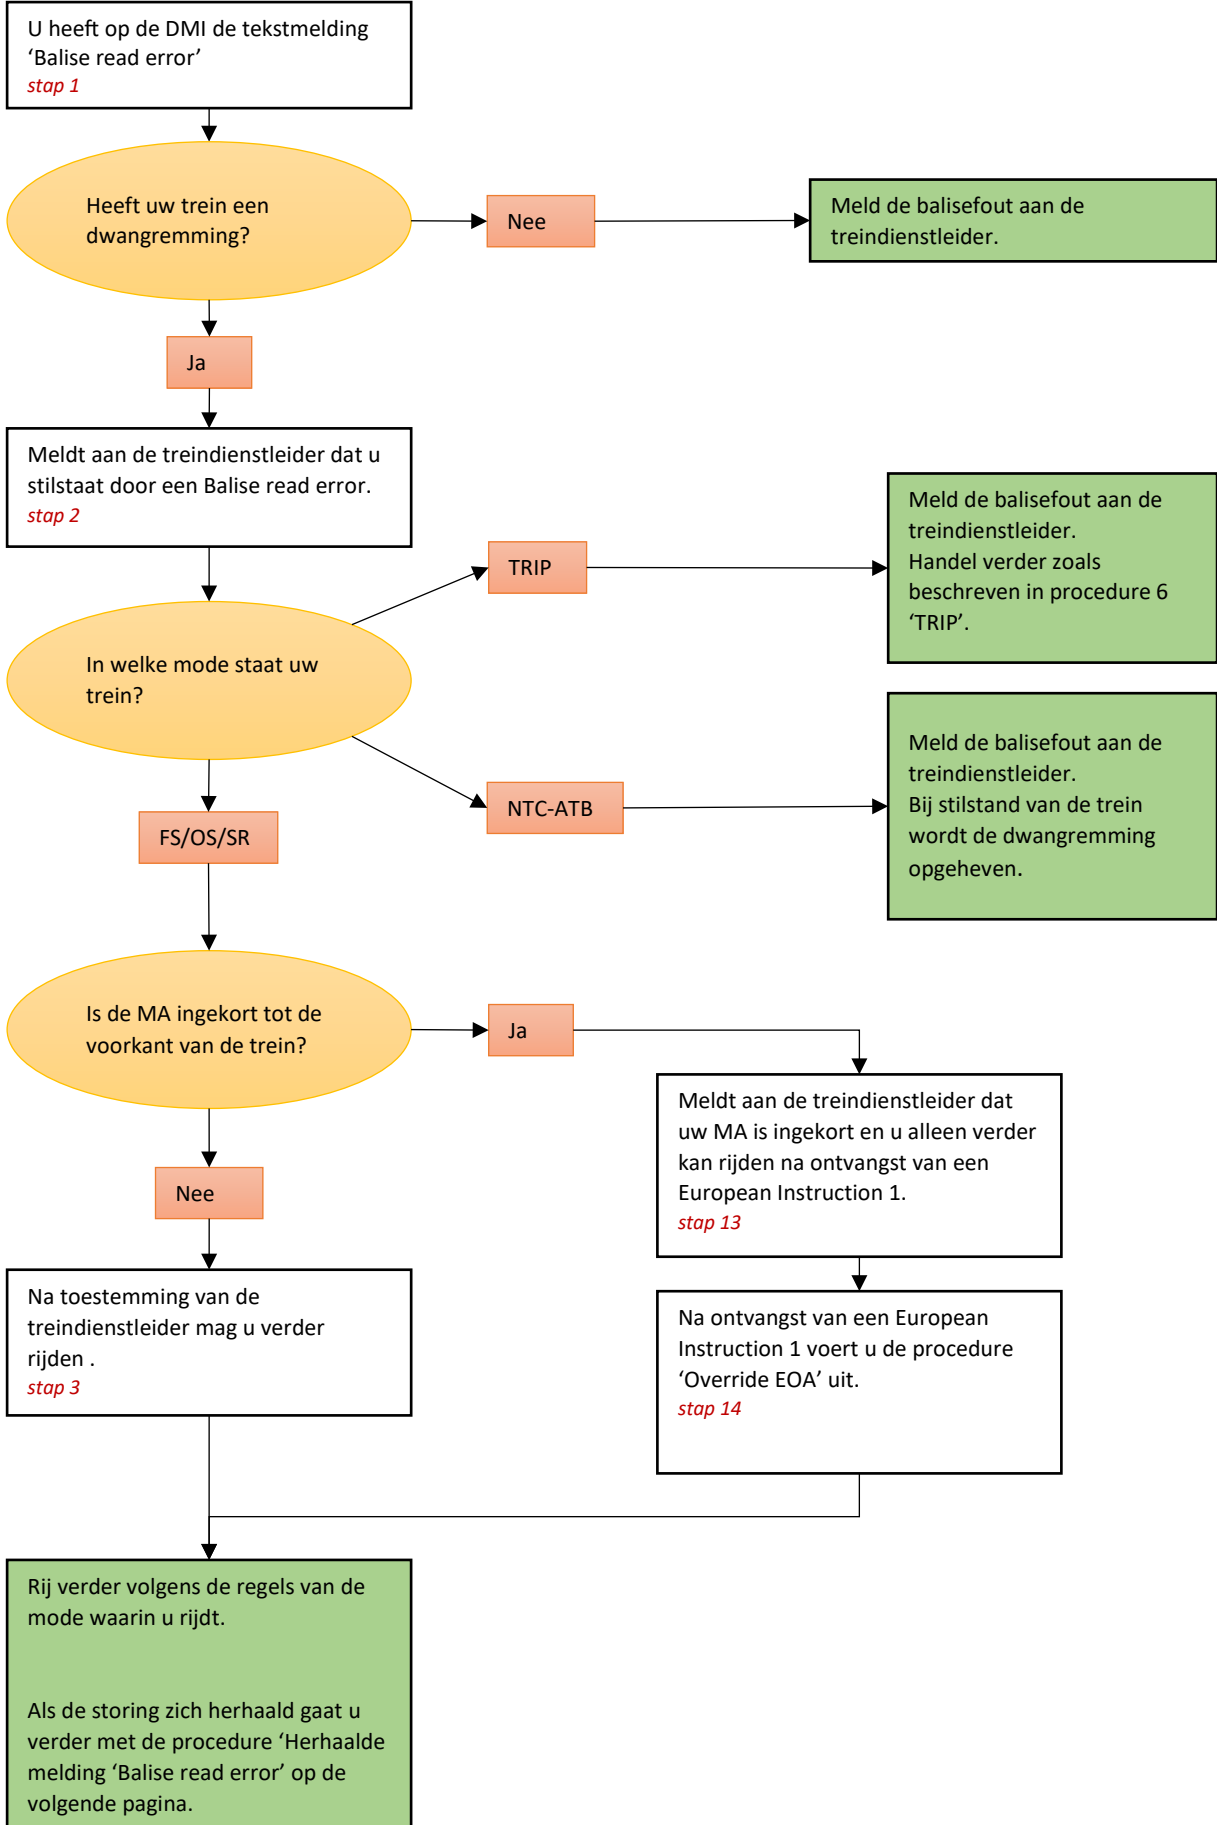 U heeft op de DMI de tekstmelding
‘Balise read error’
stap 1
Heeft uw trein een
dwangremming?
Nee
Meld de balisefout aan de
treindienstleider.
Ja
Meldt aan de treindienstleider dat u
stilstaat door een Balise read error.
stap 2
TRIP
Meld de balisefout aan de
treindienstleider.
Handel verder zoals
beschreven in procedure 6
‘TRIP’.
In welke mode staat uw
trein?
NTC-ATB
Meld de balisefout aan de
treindienstleider.
Bij stilstand van de trein
wordt de dwangremming
opgeheven.
FS/OS/SR
Is de MA ingekort tot de
voorkant van de trein?
Ja
Meldt aan de treindienstleider dat
uw MA is ingekort en u alleen verder
kan rijden na ontvangst van een
European Instruction 1.
stap 13
Nee
Na toestemming van de
treindienstleider mag u verder
rijden .
stap 3
Na ontvangst van een European
Instruction 1 voert u de procedure
‘Override EOA’ uit.
stap 14
Rij verder volgens de regels van de
mode waarin u rijdt.
Als de storing zich herhaald gaat u
verder met de procedure ‘Herhaalde
melding ‘Balise read error’ op de
volgende pagina.